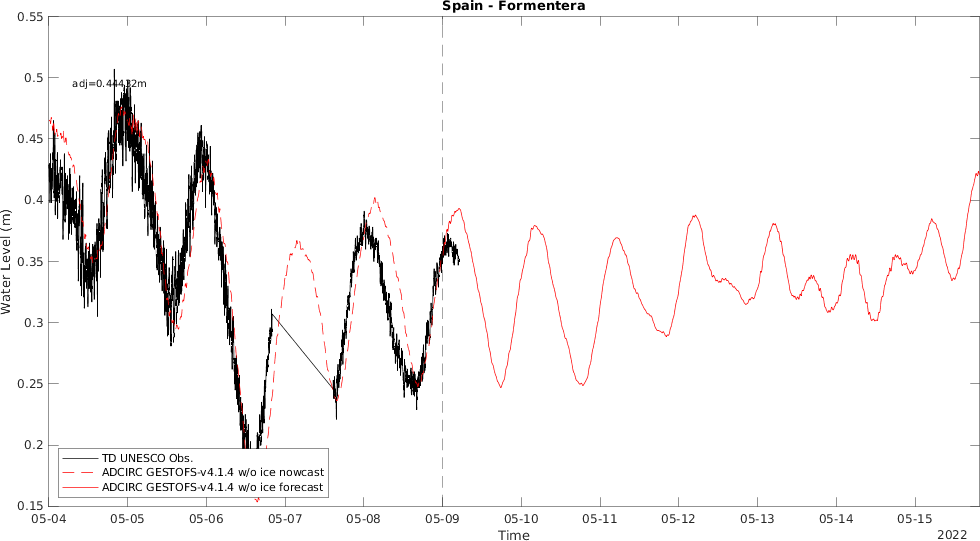 Spain - Formentera
0.55
0.5
0.45
0.4
0.35
0.3
0.25
0.2
0.15
Water Level (m)
adj=0.44432m
TD UNESCO Obs.
ADCIRC GESTOFS-v4.1.4 w/o ice nowcast
ADCIRC GESTOFS-v4.1.4 w/o ice forecast
05-04 05-05 05-06 05-07 05-08 05-09 05-10 05-11 05-12 05-13 05-14 05-15
Time
2022